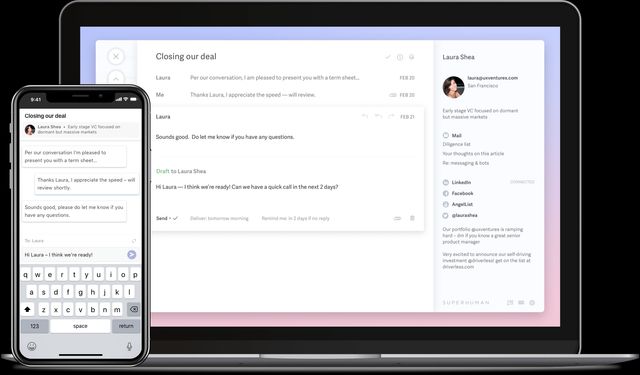 Closing our deal
Laura Per our conversation, I am pleased to present you with a term sheet... FEB 20
Me Thanks Laura, I appreciate the speed — will review. FEB 20
Laura FEB 21
Sounds good. Do let me know if you have any questions.
Draft to Laura Shea
Hi Laura — I think we're ready! Can we have a quick call in the next 2 days?
Send + Deliver: tomorrow morning Remind me: in 2 days if no reply
Laura Shea
laura@uxventures.com
San Francisco
Early stage VC focused on dormant
but massive markets
Mail
Diligence list
Your thoughts on this article
Re: messaging & bots
LinkedIn CONNECTED
Facebook
AngelList
@laurashea
Our portfolio @uxventures is ramping
hard – dm if you know a great senior
product manager
Very excited to announce our self-driving
investment @driverless! get on the list at
driverless.com
SUPERHUMAN
9:41
Closing our deal
Laura Shea • Early stage VC focused on
dormant but massive markets
Per our conversation I'm pleased to
present you with a term sheet...
Thanks Laura, I appreciate the speed – will
review shortly.
Sounds good, please do let me know if you
have any questions.
To: Laura
Hi Laura – I think we're ready!
q w e r t y u i o p
a s d f g h j k l
z x c v b n m
123 space return